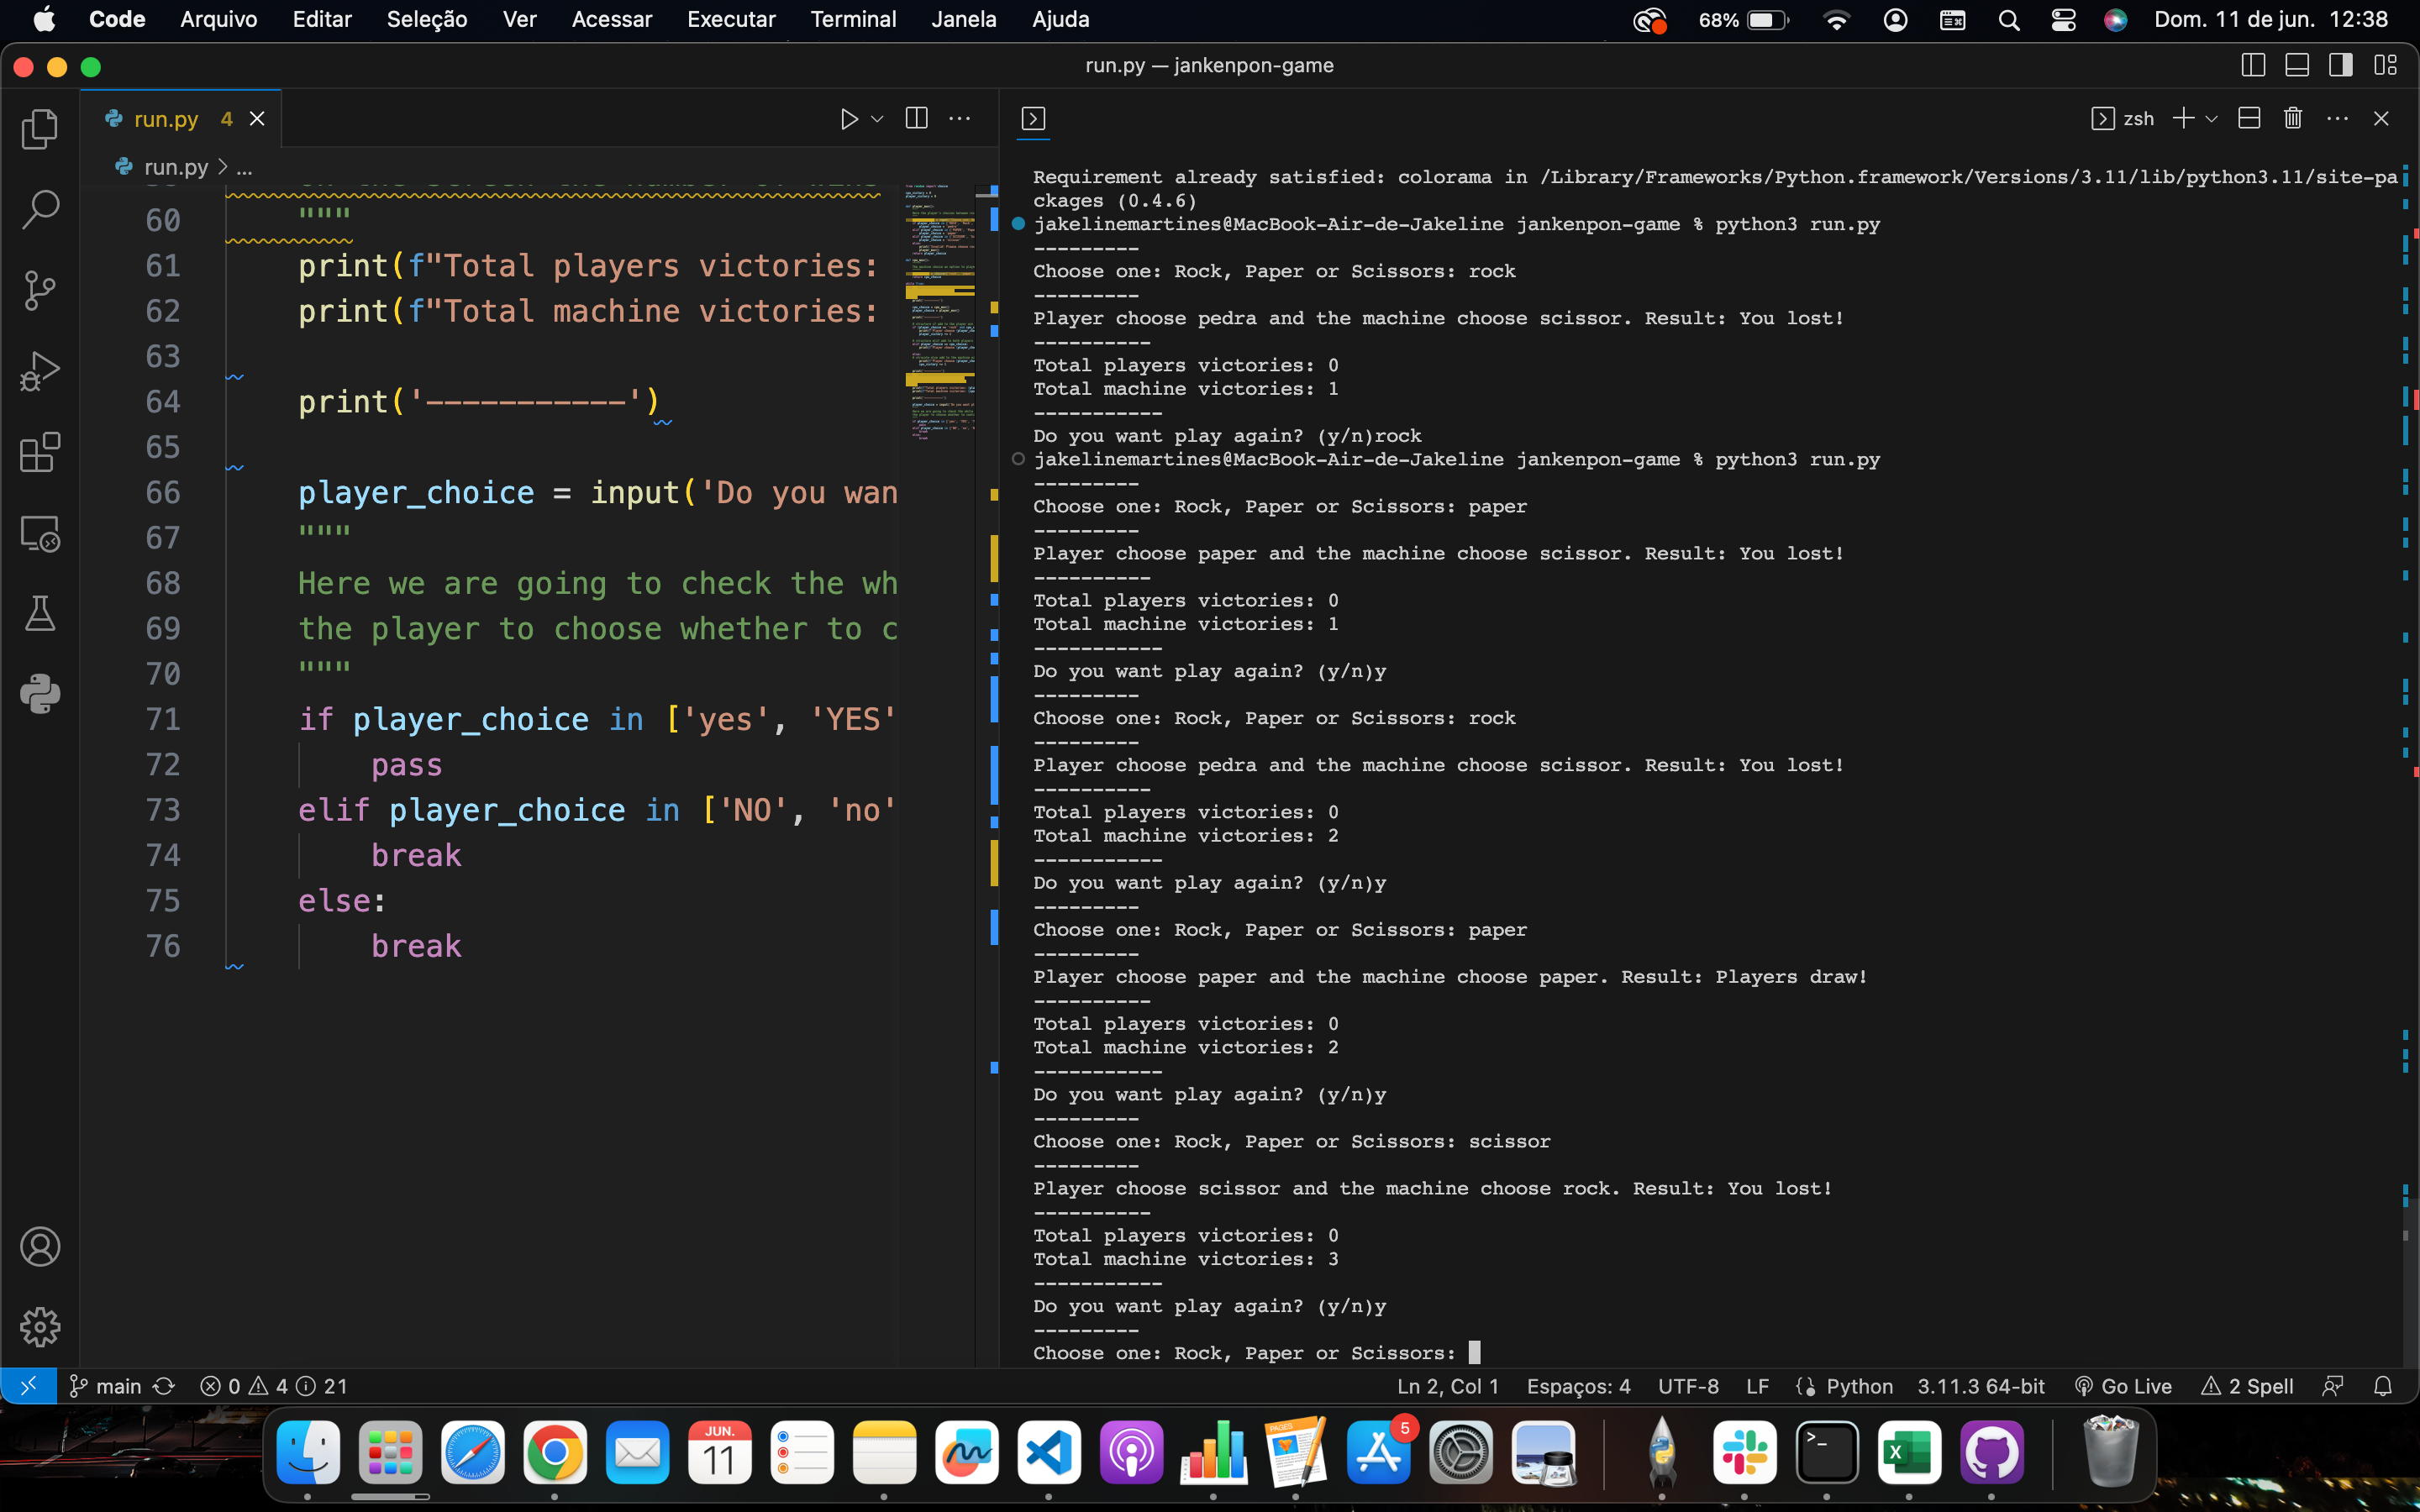 Code Arquivo Editar Seleção Ver Acessar Executar Terminal Janela Ajuda 68% Dom. 11 de jun. 12:38
run.py — jankenpon-game
run.py 4
zsh
run.py > ...
60 """
61 print(f"Total players victories:
62 print(f"Total machine victories:
63
64 print('-----------')
65
66 player_choice = input('Do you wan
67 """
68 Here we are going to check the wh
69 the player to choose whether to c
70 """
71 if player_choice in ['yes', 'YES'
72 pass
73 elif player_choice in ['NO', 'no'
74 break
75 else:
76 break
Requirement already satisfied: colorama in /Library/Frameworks/Python.framework/Versions/3.11/lib/python3.11/site-pa
ckages (0.4.6)
jakelinemartines@MacBook-Air-de-Jakeline jankenpon-game % python3 run.py
---------
Choose one: Rock, Paper or Scissors: rock
---------
Player choose pedra and the machine choose scissor. Result: You lost!
----------
Total players victories: 0
Total machine victories: 1
-----------
Do you want play again? (y/n)rock
jakelinemartines@MacBook-Air-de-Jakeline jankenpon-game % python3 run.py
---------
Choose one: Rock, Paper or Scissors: paper
---------
Player choose paper and the machine choose scissor. Result: You lost!
----------
Total players victories: 0
Total machine victories: 1
-----------
Do you want play again? (y/n)y
---------
Choose one: Rock, Paper or Scissors: rock
---------
Player choose pedra and the machine choose scissor. Result: You lost!
----------
Total players victories: 0
Total machine victories: 2
-----------
Do you want play again? (y/n)y
---------
Choose one: Rock, Paper or Scissors: paper
---------
Player choose paper and the machine choose paper. Result: Players draw!
----------
Total players victories: 0
Total machine victories: 2
-----------
Do you want play again? (y/n)y
---------
Choose one: Rock, Paper or Scissors: scissor
---------
Player choose scissor and the machine choose rock. Result: You lost!
----------
Total players victories: 0
Total machine victories: 3
-----------
Do you want play again? (y/n)y
---------
Choose one: Rock, Paper or Scissors:
main 0 4 21 Ln 2, Col 1 Espaços: 4 UTF-8 LF Python 3.11.3 64-bit Go Live 2 Spell
JUN.
11
PAGES
5